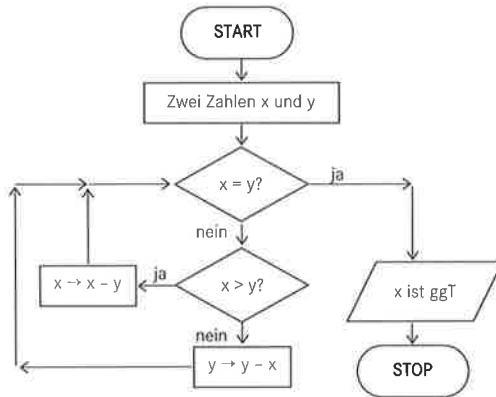 START
Zwei Zahlen x und y
x = y?
ja
nein
x > y?
ja
x → x – y
nein
y → y – x
x ist ggT
STOP